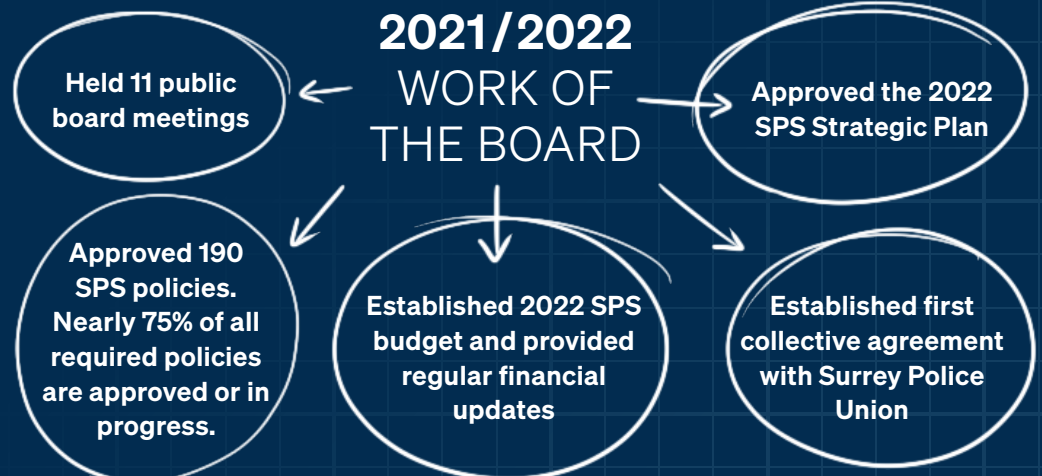 2021/2022
WORK OF
THE BOARD
Held 11 public
board meetings
Approved the 2022
SPS Strategic Plan
Approved 190
SPS policies.
Nearly 75% of all
required policies
are approved or in
progress.
Established 2022 SPS
budget and provided
regular financial
updates
Established first
collective agreement
with Surrey Police
Union